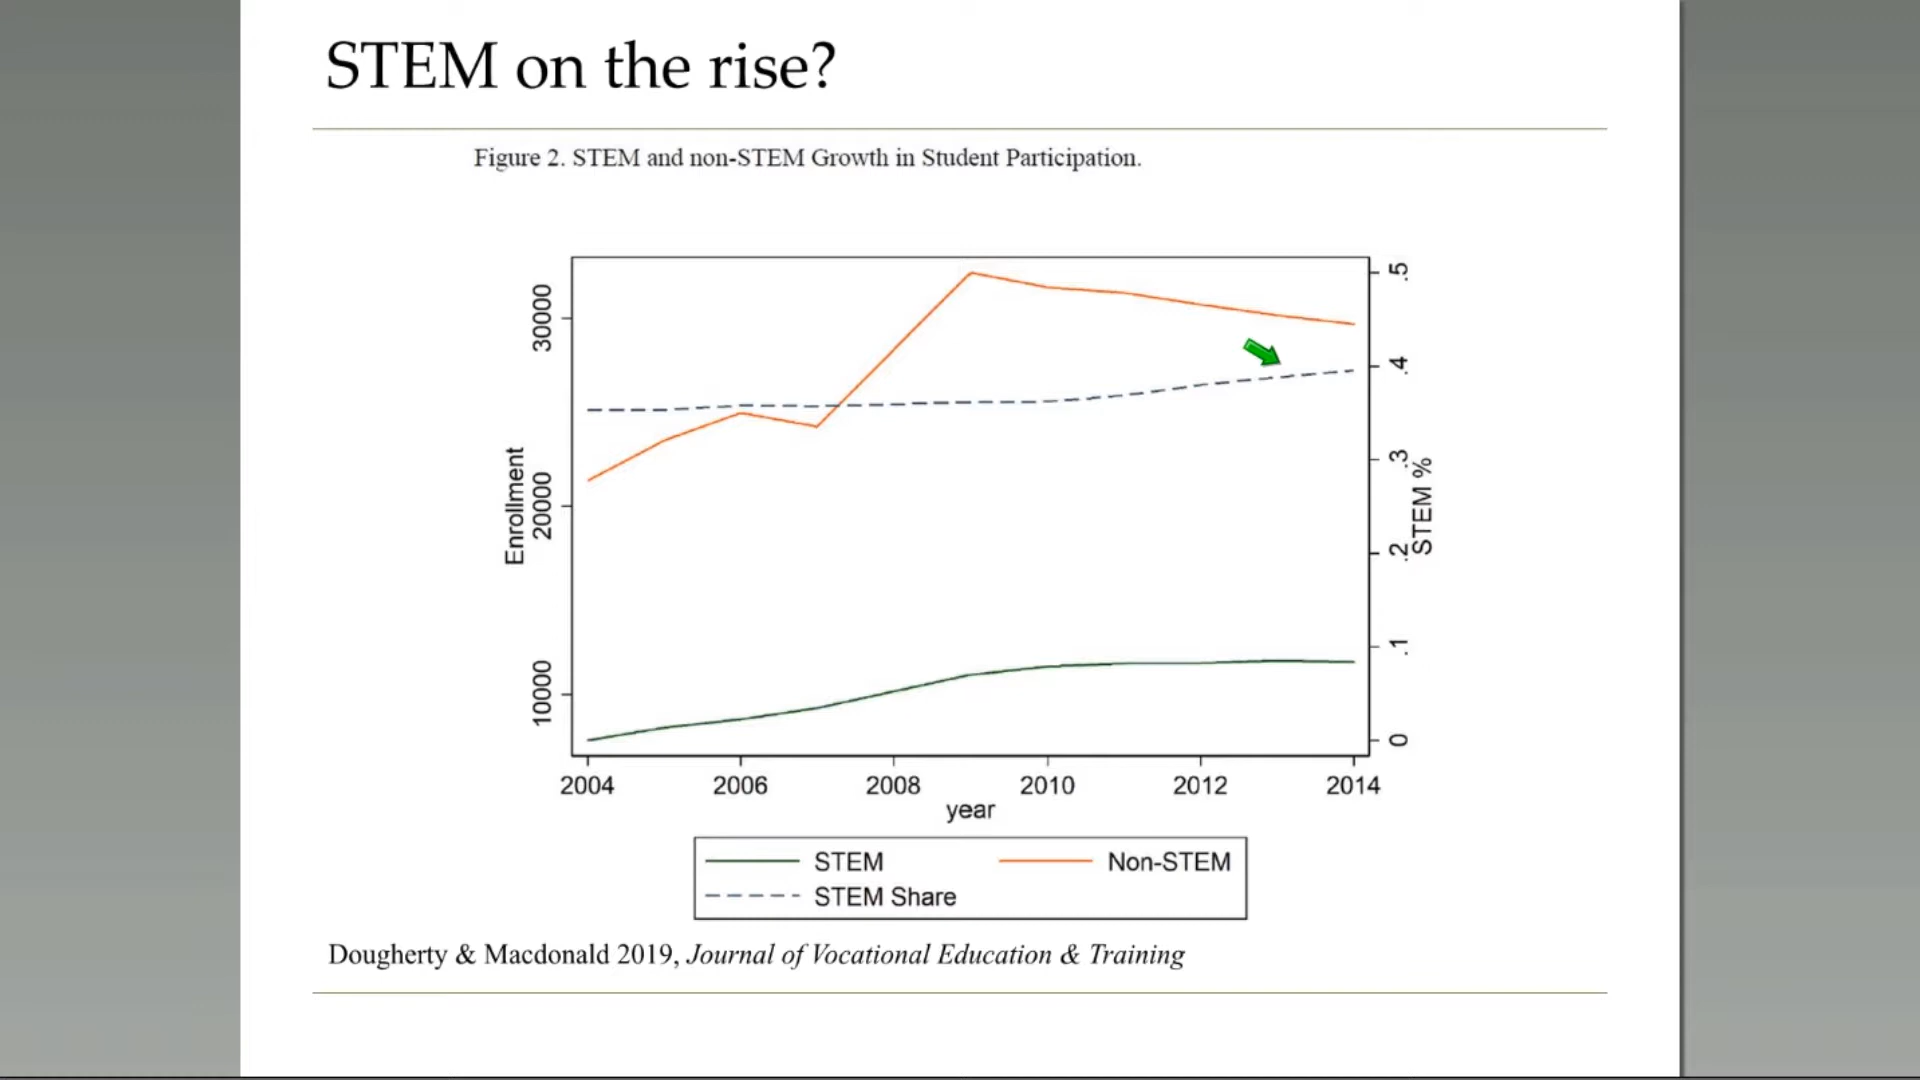 STEM on the rise?
Figure 2. STEM and non-STEM Growth in Student Participation.
Enrollment
30000
20000
10000
.5
.4
.3
.2
.1
0
STEM %
2004 2006 2008 2010 2012 2014
year
STEM Non-STEM
STEM Share
Dougherty & Macdonald 2019, Journal of Vocational Education & Training